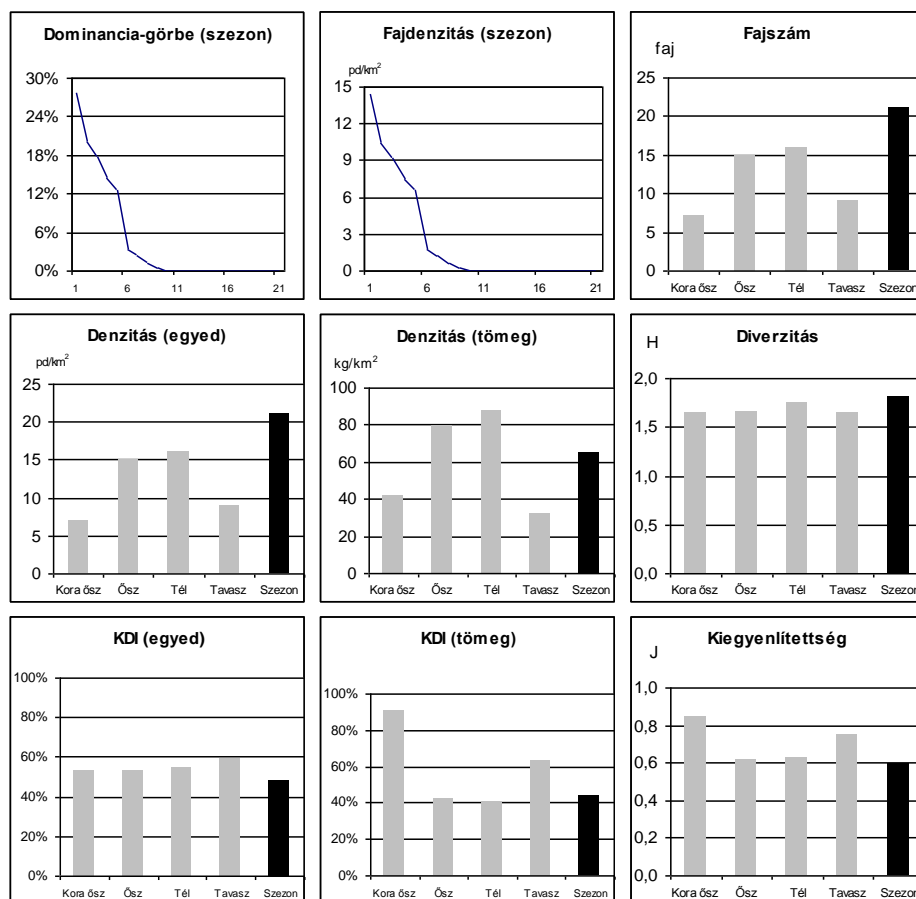 Dominancia-görbe (szezon)
30%
24%
18%
12%
6%
0%
1 6 11 16 21
Fajdenzitás (szezon)
pd/km²
15
12
9
6
3
0
1 6 11 16 21
Fajszám
faj
25
20
15
10
5
0
Kora ősz Ősz Tél Tavasz Szezon
Denzitás (egyed)
pd/km²
25
20
15
10
5
0
Kora ősz Ősz Tél Tavasz Szezon
Denzitás (tömeg)
kg/km²
100
80
60
40
20
0
Kora ősz Ősz Tél Tavasz Szezon
Diverzitás
H
2,0
1,5
1,0
0,5
0,0
Kora ősz Ősz Tél Tavasz Szezon
KDI (egyed)
100%
80%
60%
40%
20%
0%
Kora ősz Ősz Tél Tavasz Szezon
KDI (tömeg)
100%
80%
60%
40%
20%
0%
Kora ősz Ősz Tél Tavasz Szezon
Kiegyenlítettség
J
1,0
0,8
0,6
0,4
0,2
0,0
Kora ősz Ősz Tél Tavasz Szezon